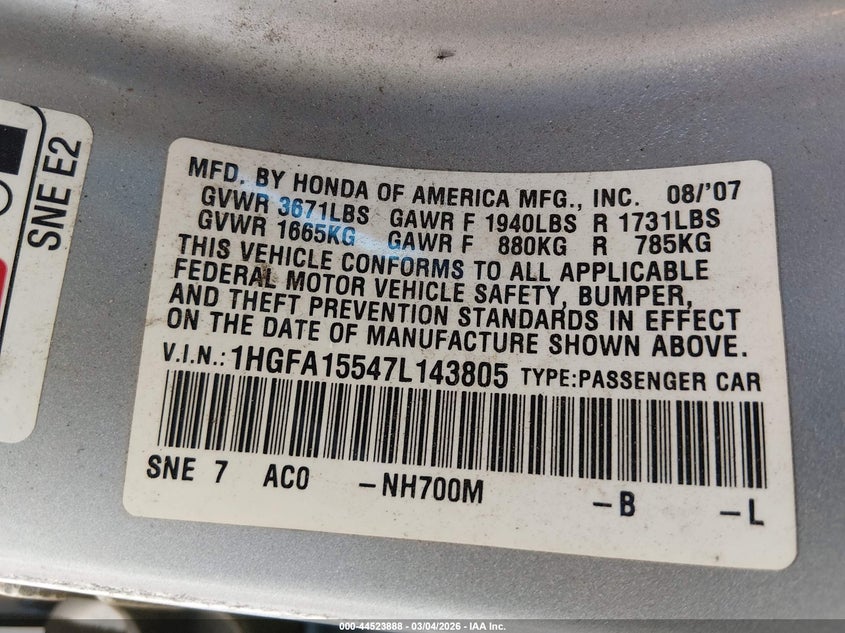 SNE E2
MFD. BY HONDA OF AMERICA MFG., INC. 08/'07
GVWR 3671LBS GAWR F 1940LBS R 1731LBS
GVWR 1665KG GAWR F 880KG R 785KG
THIS VEHICLE CONFORMS TO ALL APPLICABLE
FEDERAL MOTOR VEHICLE SAFETY, BUMPER,
AND THEFT PREVENTION STANDARDS IN EFFECT
ON THE DATE OF MANUFACTURE SHOWN ABOVE.
V.I.N.: 1HGFA15547L143805 TYPE:PASSENGER CAR
SNE 7 AC0 -NH700M -B -L
000-44523888 | 03/04/2026 - IAA Inc.